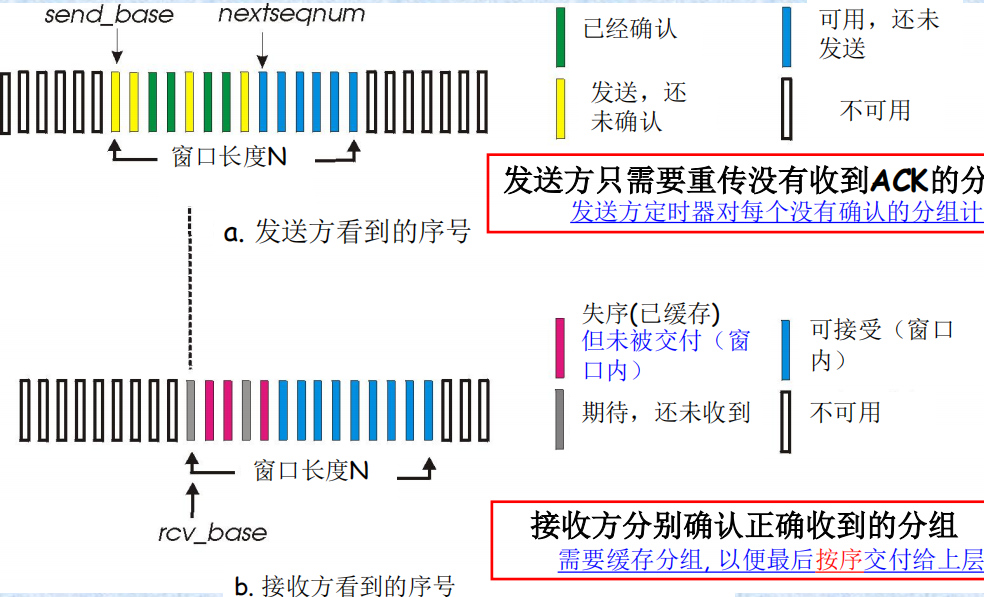 send_base
nextseqnum
已经确认
可用，还未
发送
发送，还
未确认
不可用
窗口长度N
发送方只需要重传没有收到ACK的分
发送方定时器对每个没有确认的分组计
a. 发送方看到的序号
失序(已缓存)
但未被交付（窗
口内）
可接受（窗口
内）
期待，还未收到
不可用
窗口长度N
rcv_base
接收方分别确认正确收到的分组
需要缓存分组, 以便最后按序交付给上层
b. 接收方看到的序号